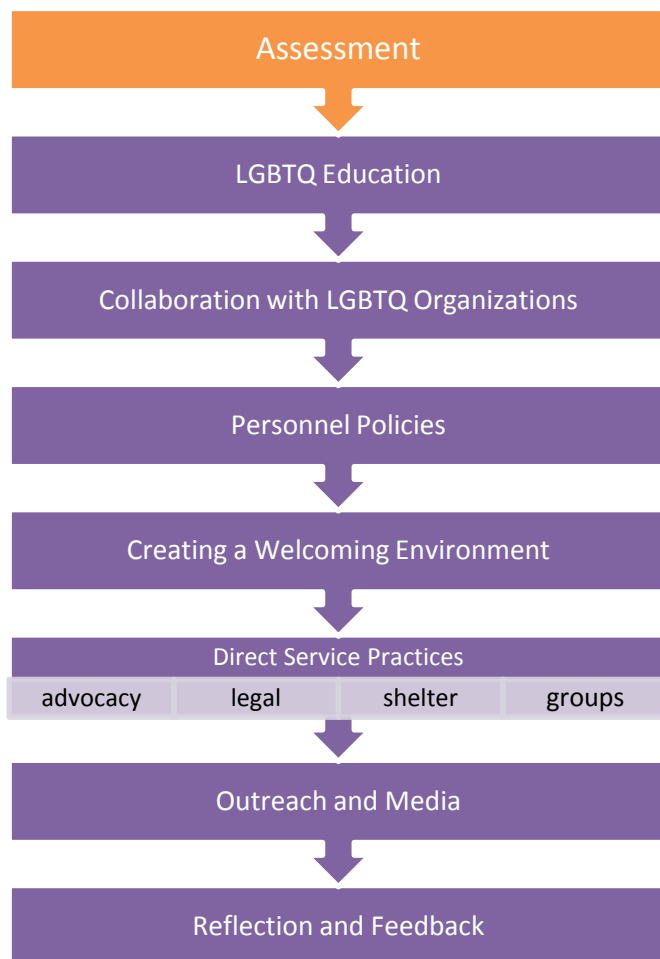 Assessment
LGBTQ Education
Collaboration with LGBTQ Organizations
Personnel Policies
Creating a Welcoming Environment
Direct Service Practices
advocacy legal shelter groups
Outreach and Media
Reflection and Feedback